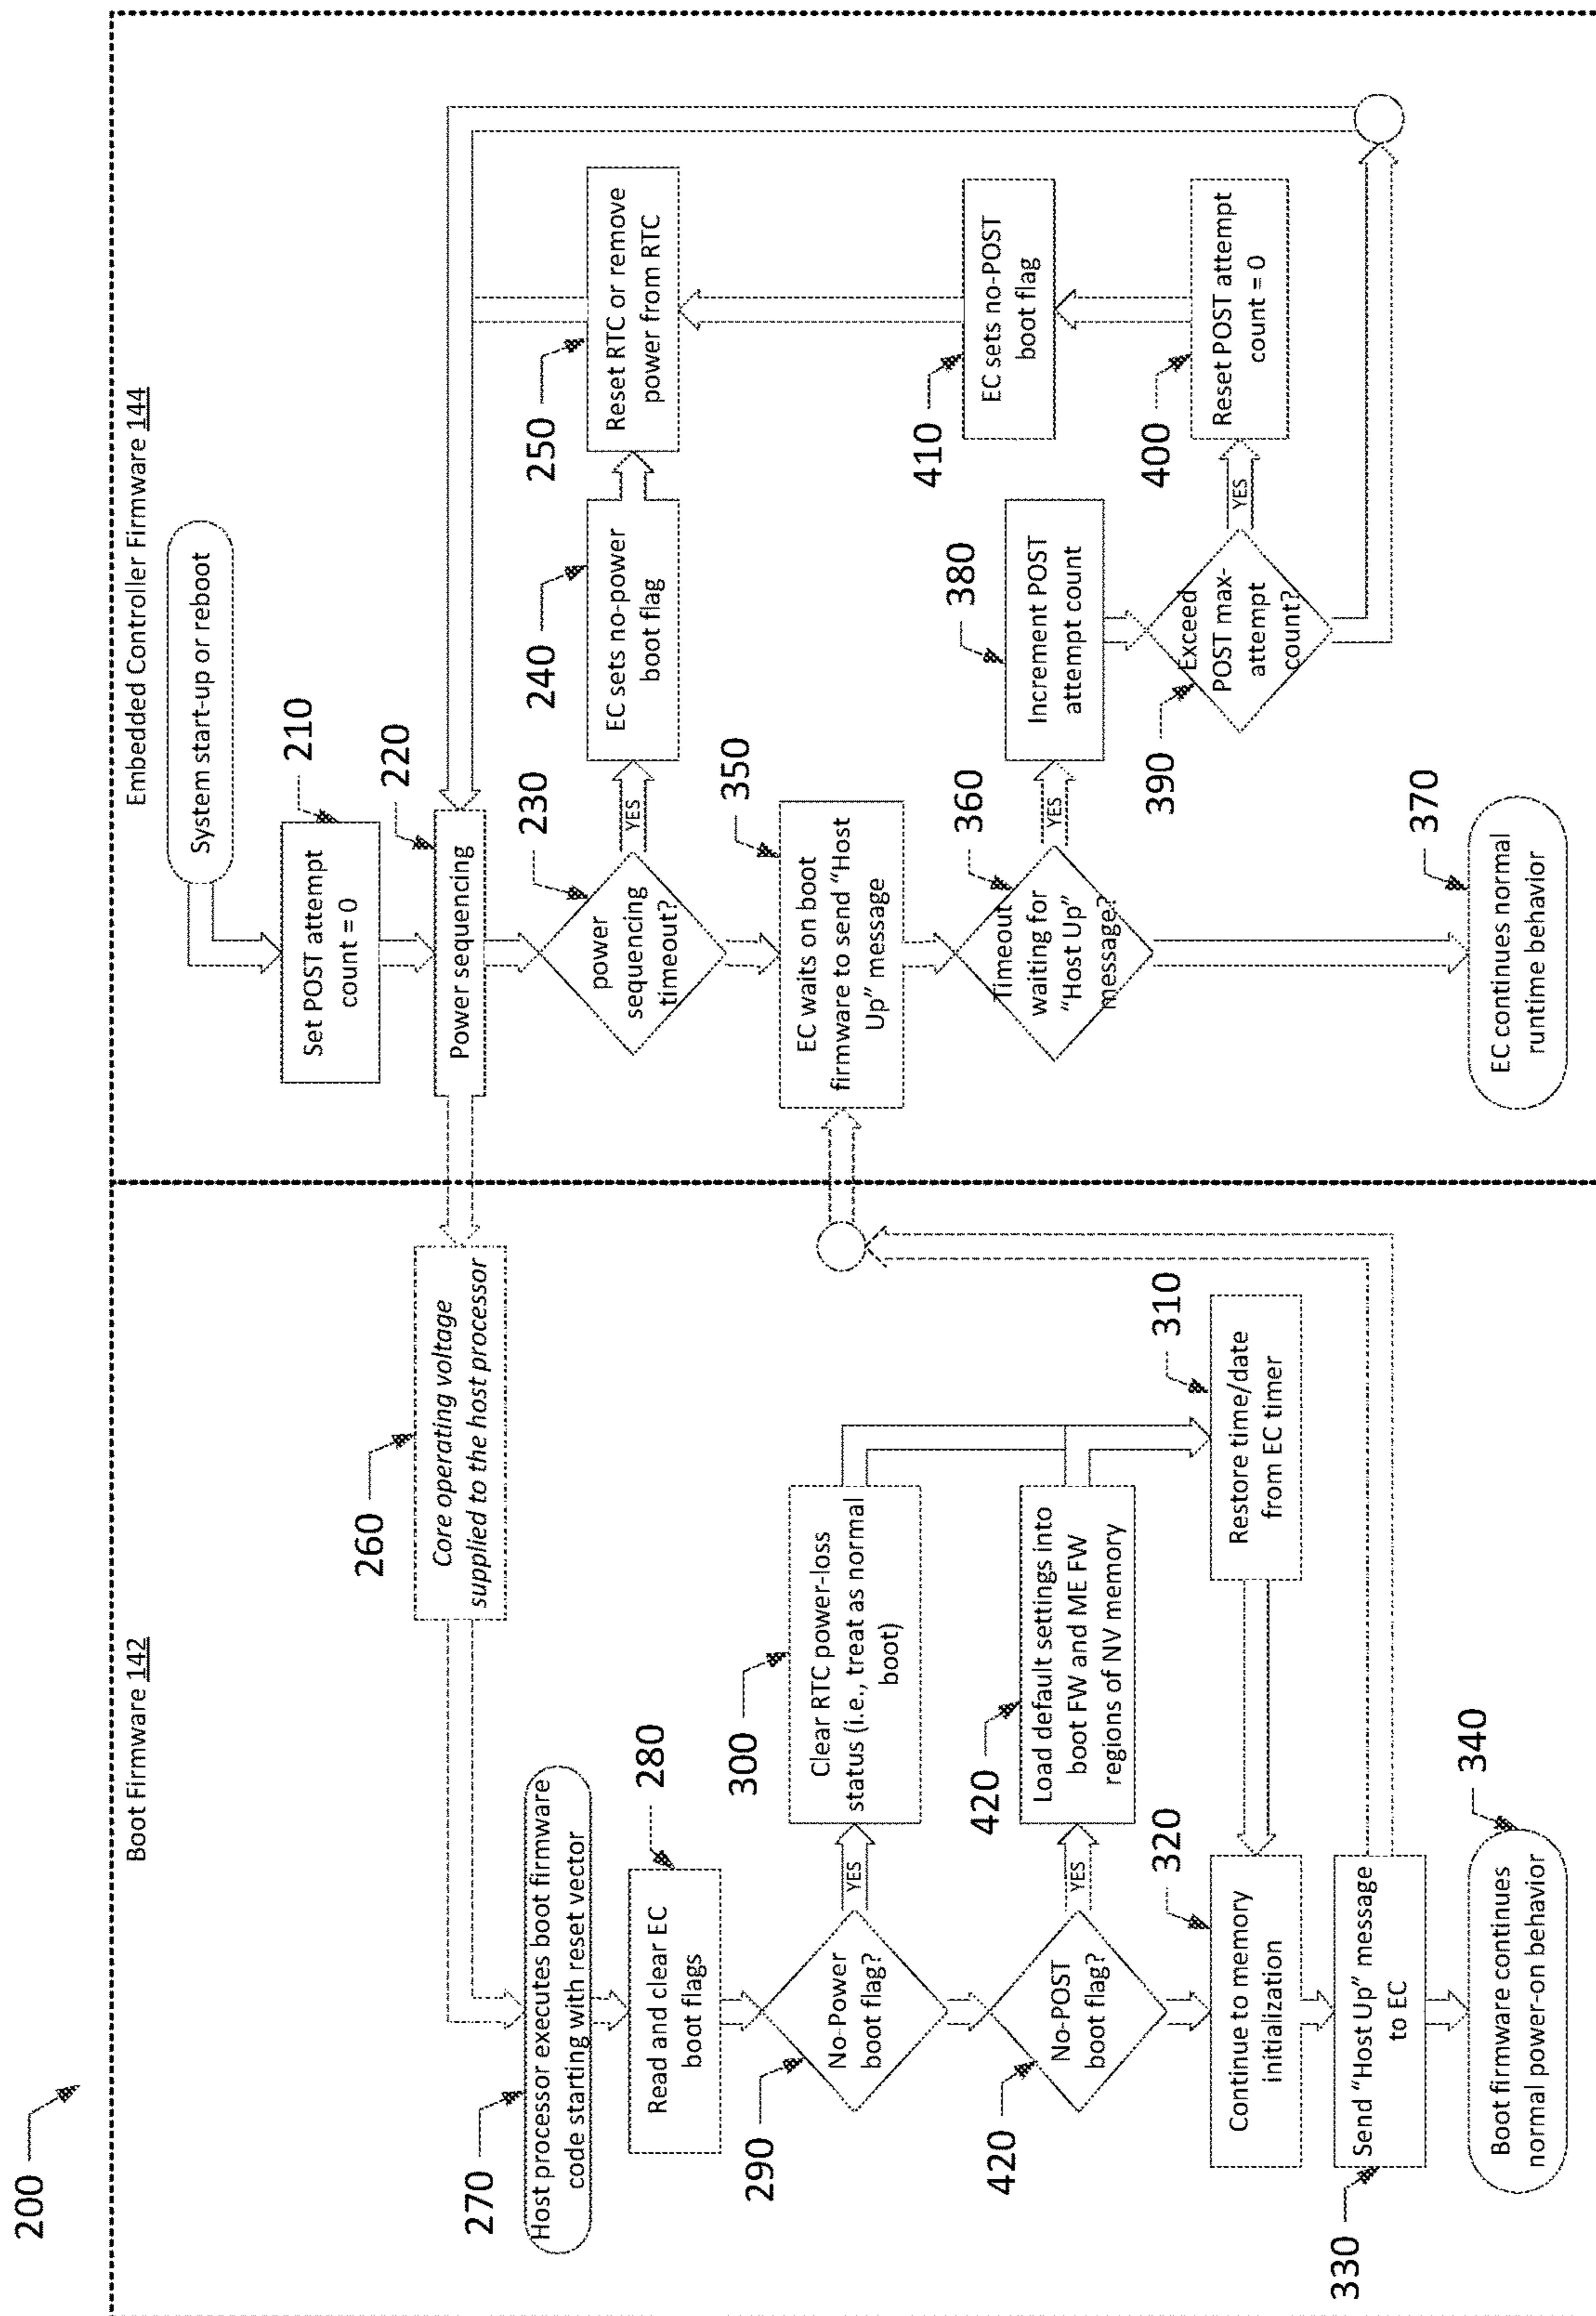 200
Boot Firmware 142
Embedded Controller Firmware 144
System start-up or reboot
210
Set POST attempt
count = 0
220
Power sequencing
260
Core operating voltage
supplied to the host processor
270
Host processor executes boot firmware
code starting with reset vector
230
power
sequencing
timeout?
YES
240
EC sets no-power
boot flag
250
Reset RTC or remove
power from RTC
280
Read and clear EC
boot flags
290
No-Power
boot flag?
YES
300
Clear RTC power-loss
status (i.e., treat as normal
boot)
350
EC waits on boot
firmware to send “Host
Up” message
360
Timeout
waiting for
“Host Up”
message?
YES
380
Increment POST
attempt count
410
EC sets no-POST
boot flag
420
No-POST
boot flag?
YES
420
Load default settings into
boot FW and ME FW
regions of NV memory
390
Exceed
POST max-
attempt
count?
YES
400
Reset POST attempt
count = 0
310
Restore time/date
from EC timer
320
Continue to memory
initialization
330
Send “Host Up” message
to EC
340
Boot firmware continues
normal power-on behavior
370
EC continues normal
runtime behavior